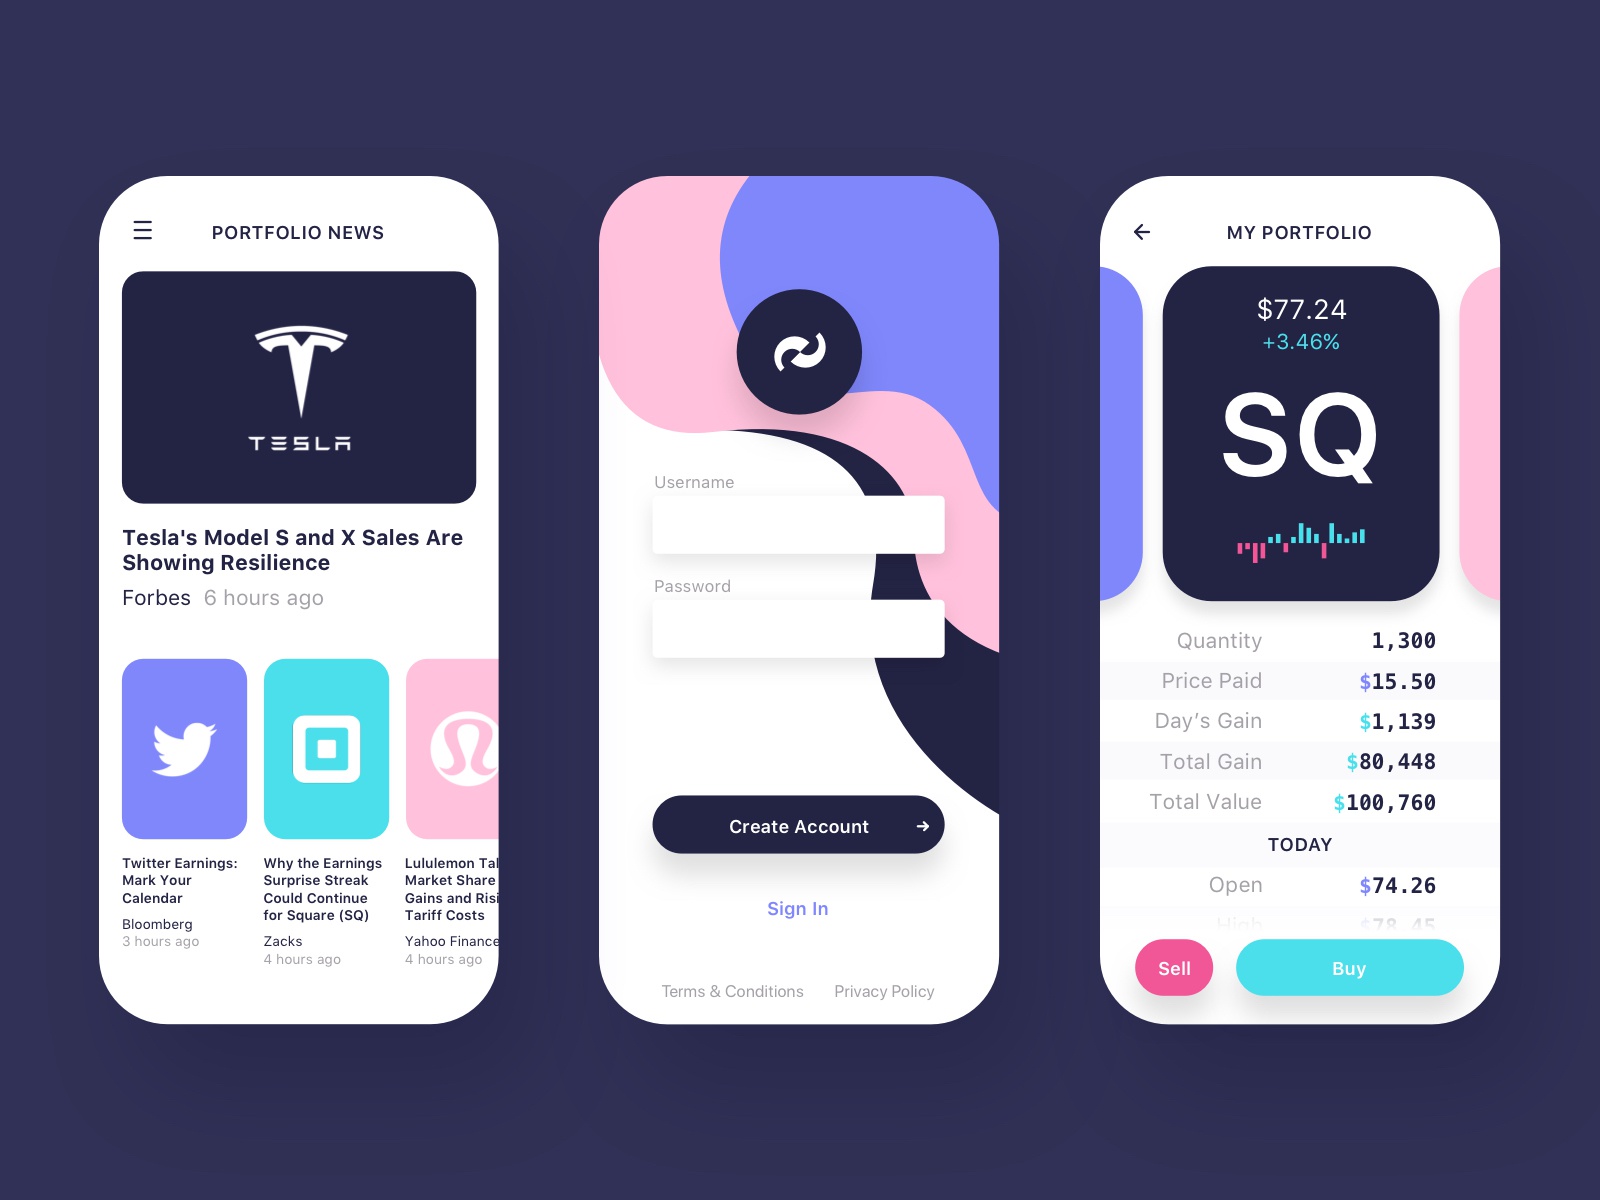 PORTFOLIO NEWS
TESLA
Tesla's Model S and X Sales Are
Showing Resilience
Forbes 6 hours ago
Twitter Earnings:
Mark Your
Calendar
Bloomberg
3 hours ago
Why the Earnings
Surprise Streak
Could Continue
for Square (SQ)
Zacks
4 hours ago
Lululemon Tal
Market Share
Gains and Risi
Tariff Costs
Yahoo Finance
4 hours ago
Username
Password
Create Account
Sign In
Terms & Conditions Privacy Policy
MY PORTFOLIO
$77.24
+3.46%
SQ
Quantity 1,300
Price Paid $15.50
Day’s Gain $1,139
Total Gain $80,448
Total Value $100,760
TODAY
Open $74.26
High $78.45
Sell Buy